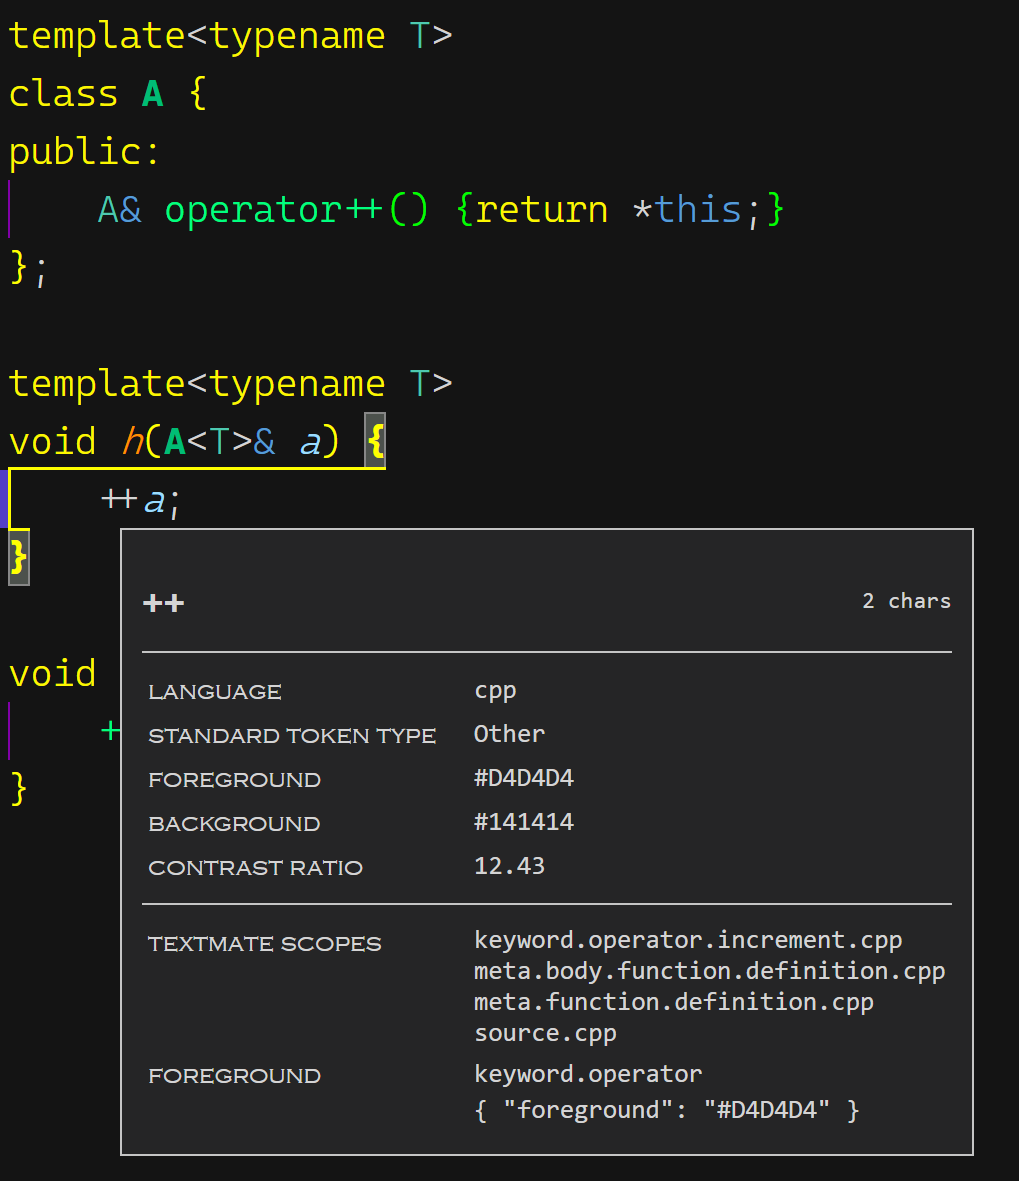 template<typename T>
class A {
public:
    A& operator++() {return *this;}
};
template<typename T>
void h(A<T>& a) {
    ++a;
}
++ 2 chars
void
LANGUAGE cpp
+
STANDARD TOKEN TYPE Other
FOREGROUND #D4D4D4
}
BACKGROUND #141414
CONTRAST RATIO 12.43
TEXTMATE SCOPES keyword.operator.increment.cpp
meta.body.function.definition.cpp
meta.function.definition.cpp
source.cpp
FOREGROUND keyword.operator
{ "foreground": "#D4D4D4" }